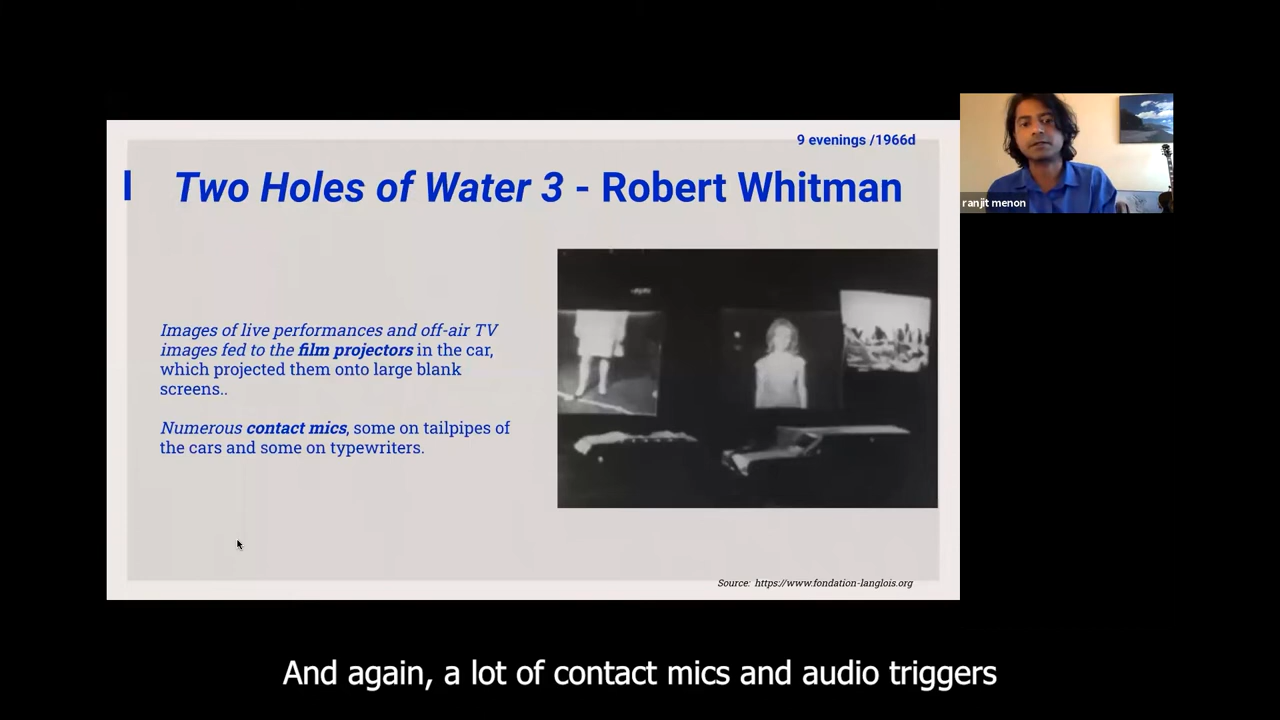 9 evenings /1966d
Two Holes of Water 3 - Robert Whitman
ranjit menon
Images of live performances and off-air TV
images fed to the film projectors in the car,
which projected them onto large blank
screens..
Numerous contact mics, some on tailpipes of
the cars and some on typewriters.
Source: https://www.fondation-langlois.org
And again, a lot of contact mics and audio triggers